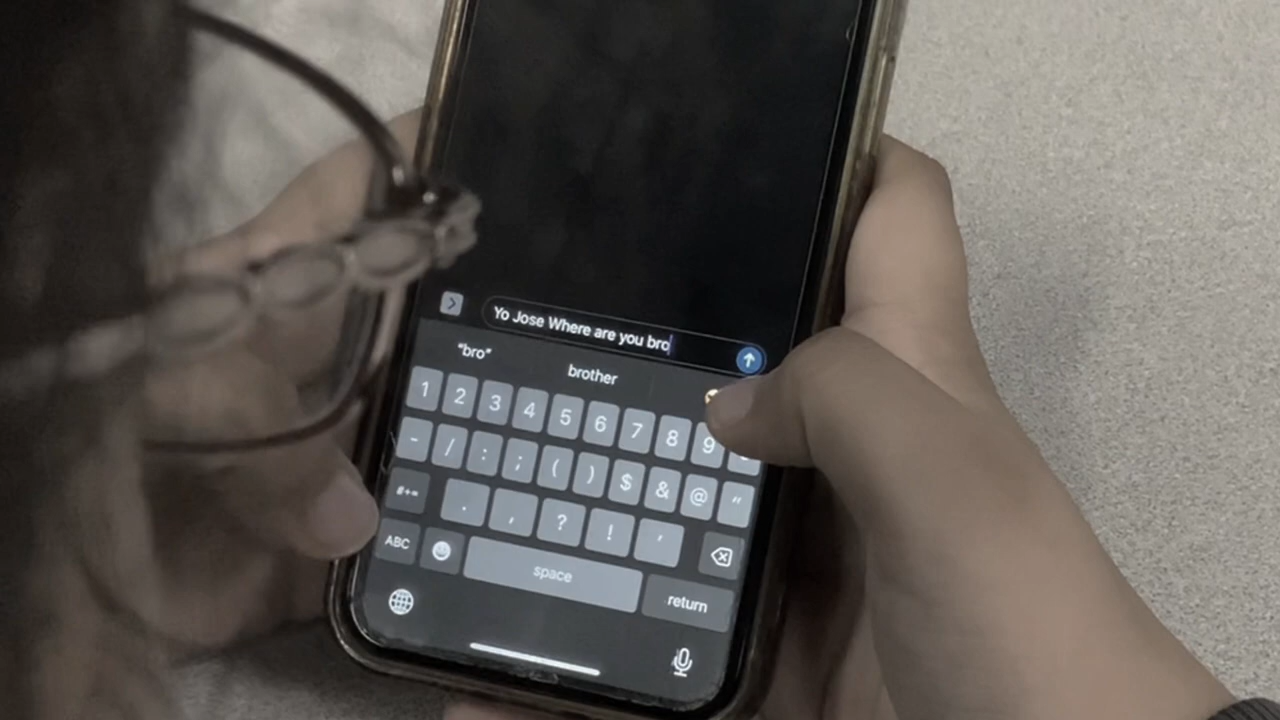 Yo Jose Where are you bro
"bro" brother
1 2 3 4 5 6 7 8 9
- / : ; ( ) $ & @ “
#+= . , ? ! ’
ABC space return